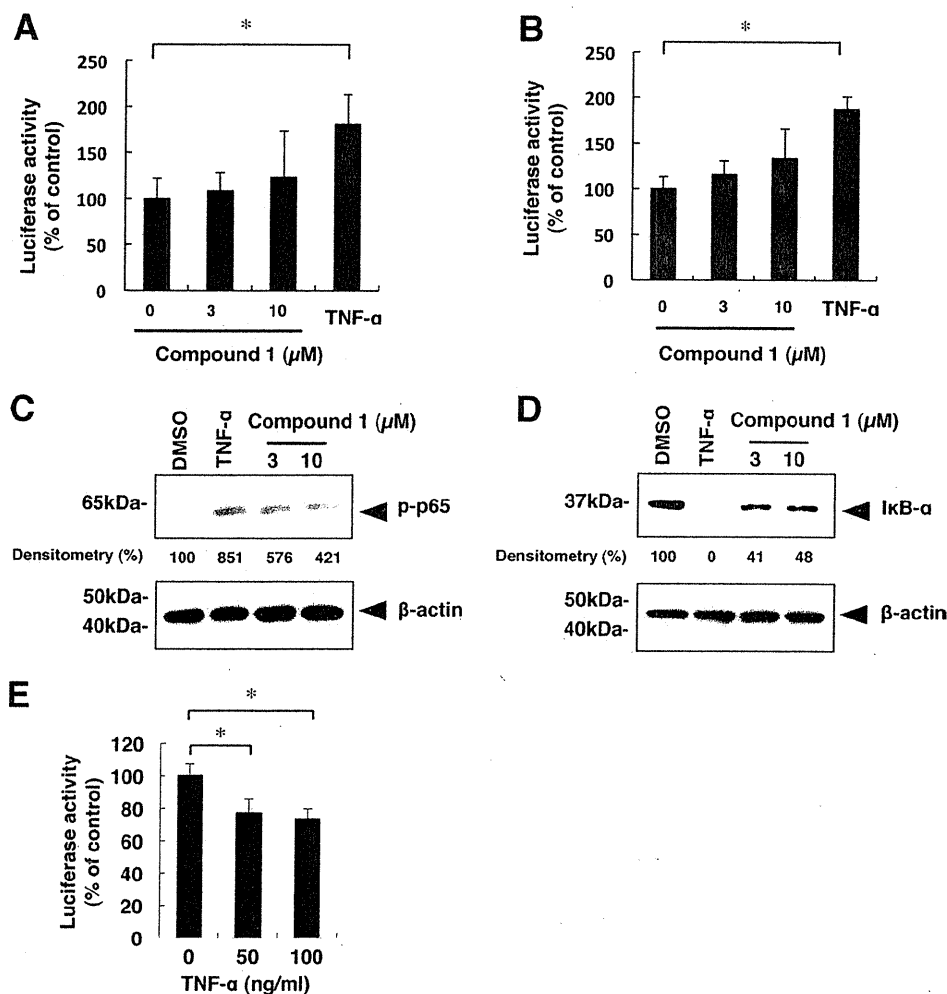 A
*
Luciferase activity
(% of control)
250
200
150
100
50
0
0 3 10 TNF-α
Compound 1 (μM)
B
*
Luciferase activity
(% of control)
250
200
150
100
50
0
0 3 10 TNF-α
Compound 1 (μM)
C
DMSO
TNF-α
Compound 1 (μM)
3 10
65kDa-
p-p65
Densitometry (%) 100 851 576 421
50kDa-
40kDa-
β-actin
D
DMSO
TNF-α
Compound 1 (μM)
3 10
37kDa-
IκB-α
Densitometry (%) 100 0 41 48
50kDa-
40kDa-
β-actin
E
*
*
Luciferase activity
(% of control)
120
100
80
60
40
20
0
0 50 100
TNF-α (ng/ml)